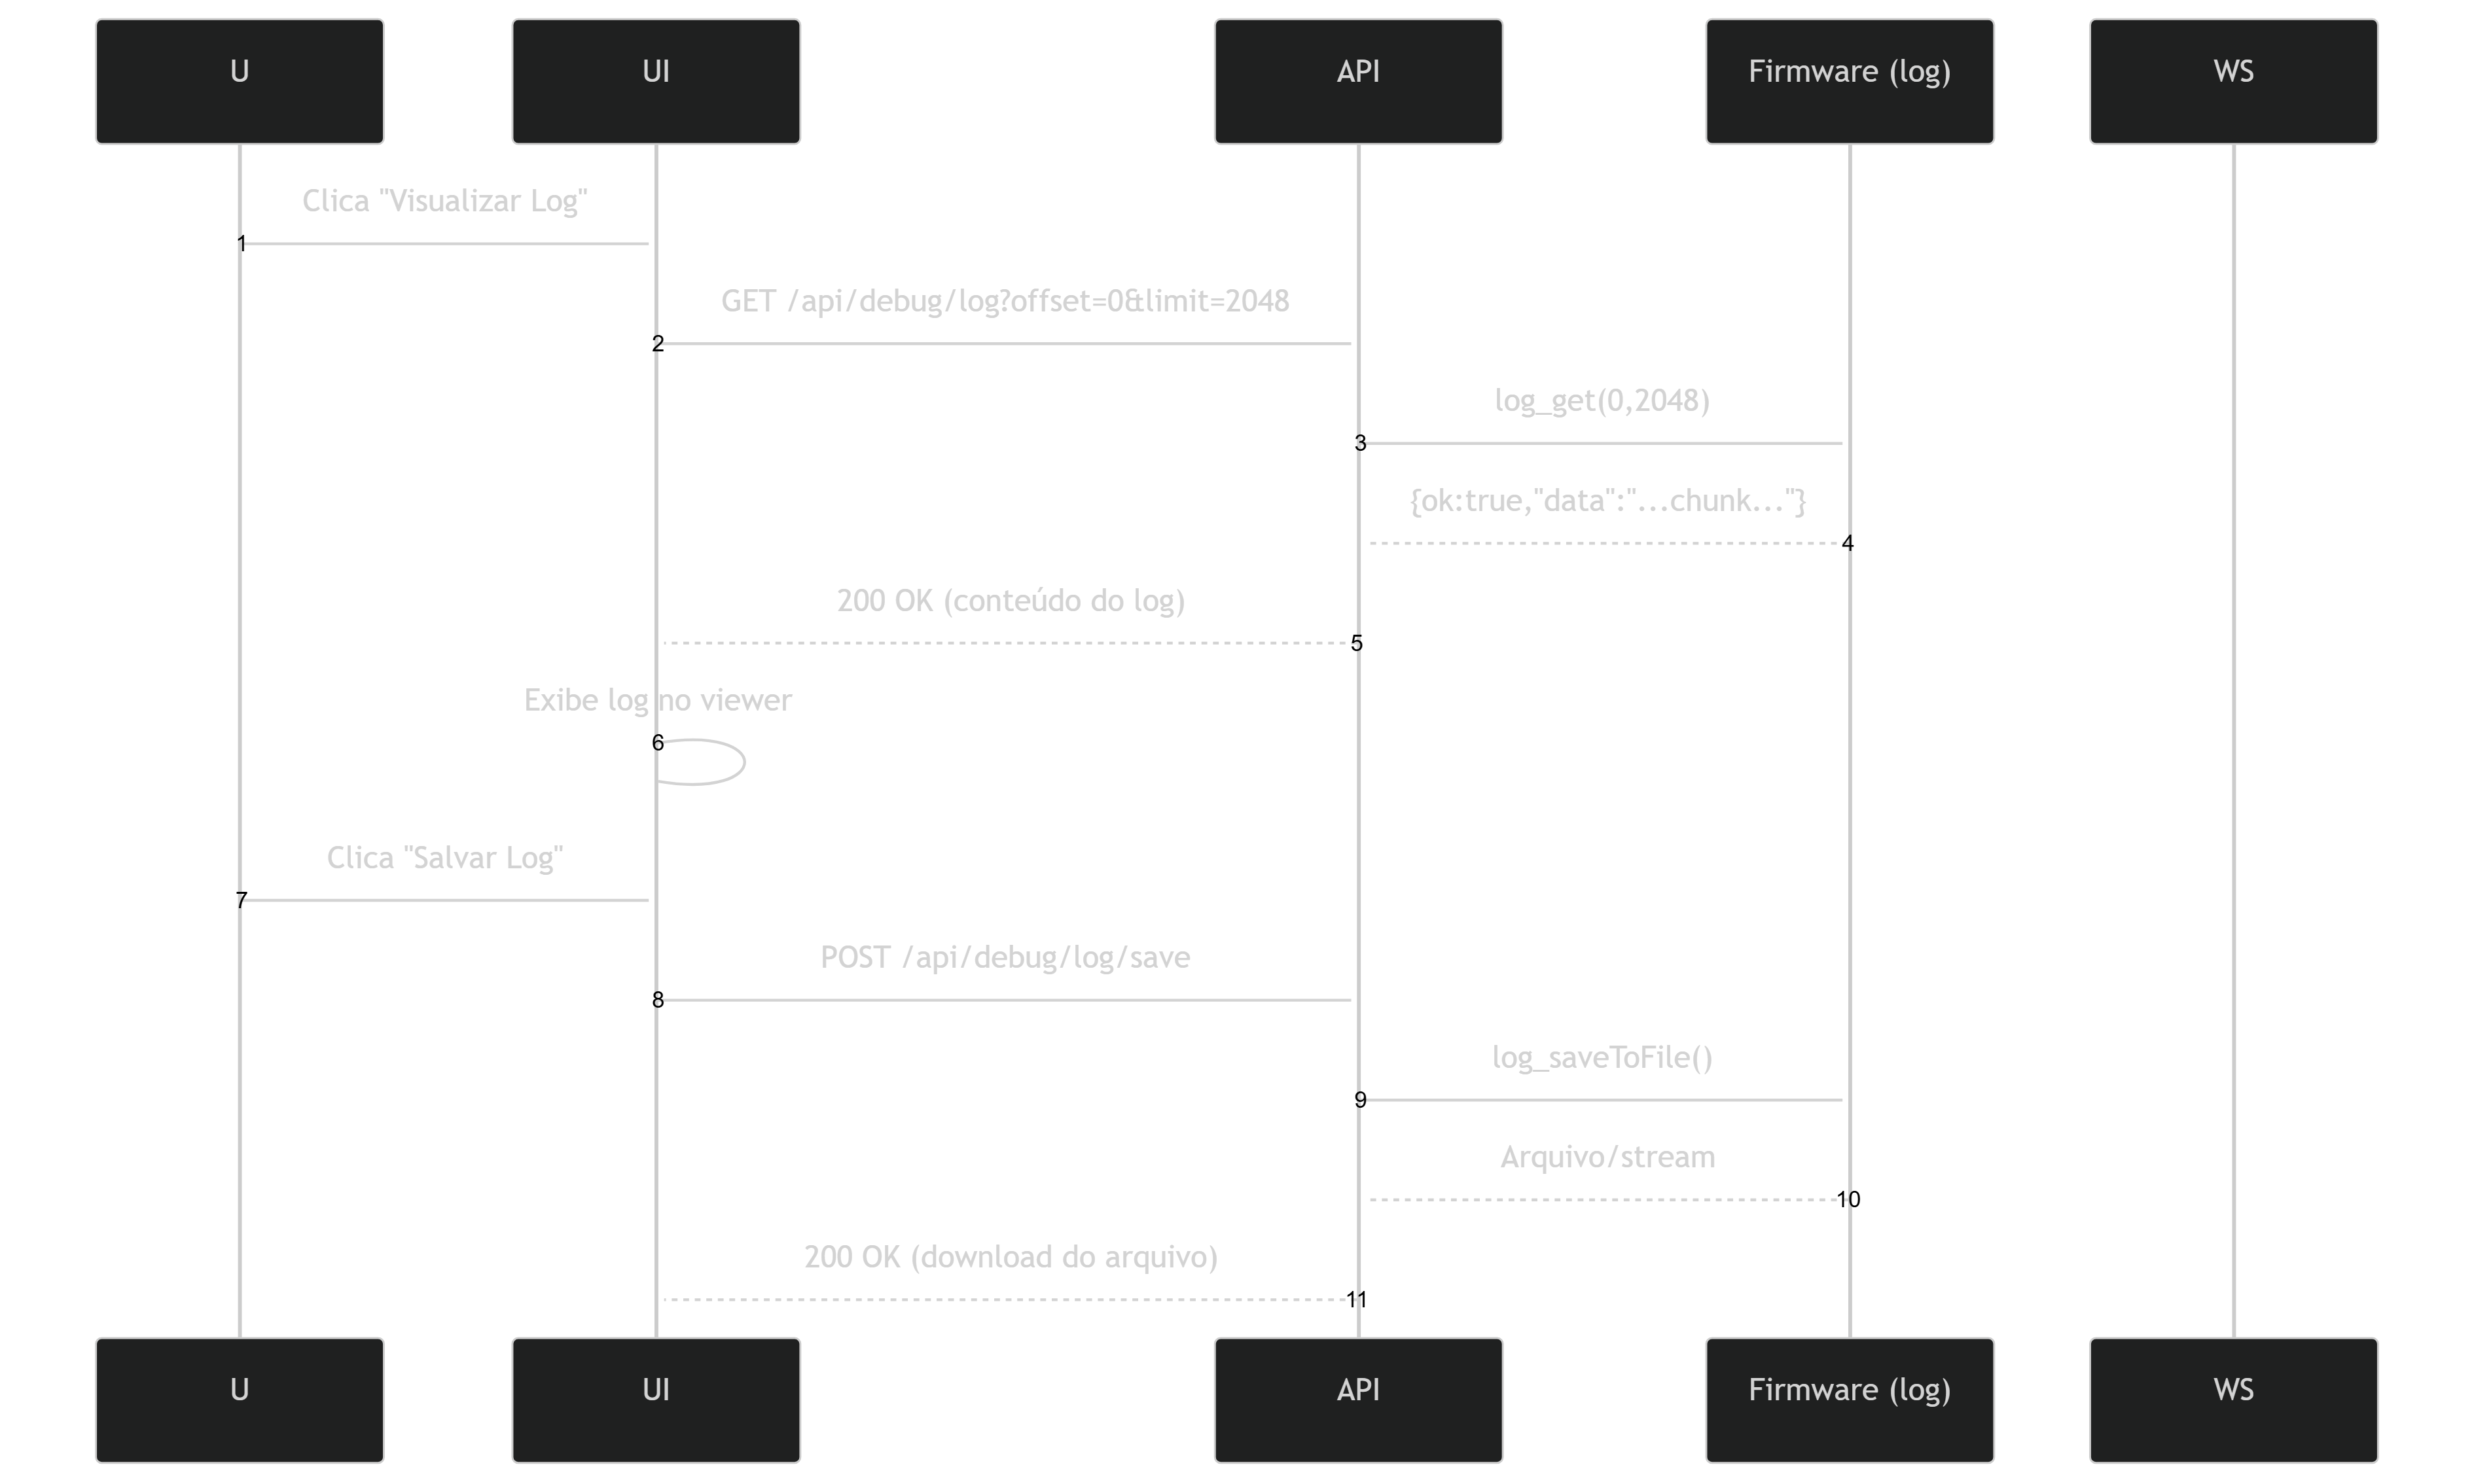 U
UI
API
Firmware (log)
WS
Clica "Visualizar Log"
1
GET /api/debug/log?offset=0&limit=2048
2
log_get(0,2048)
3
{ok:true,"data":"...chunk..."}
4
200 OK (conteúdo do log)
5
Exibe log no viewer
6
Clica "Salvar Log"
7
POST /api/debug/log/save
8
log_saveToFile()
9
Arquivo/stream
10
200 OK (download do arquivo)
11
U
UI
API
Firmware (log)
WS